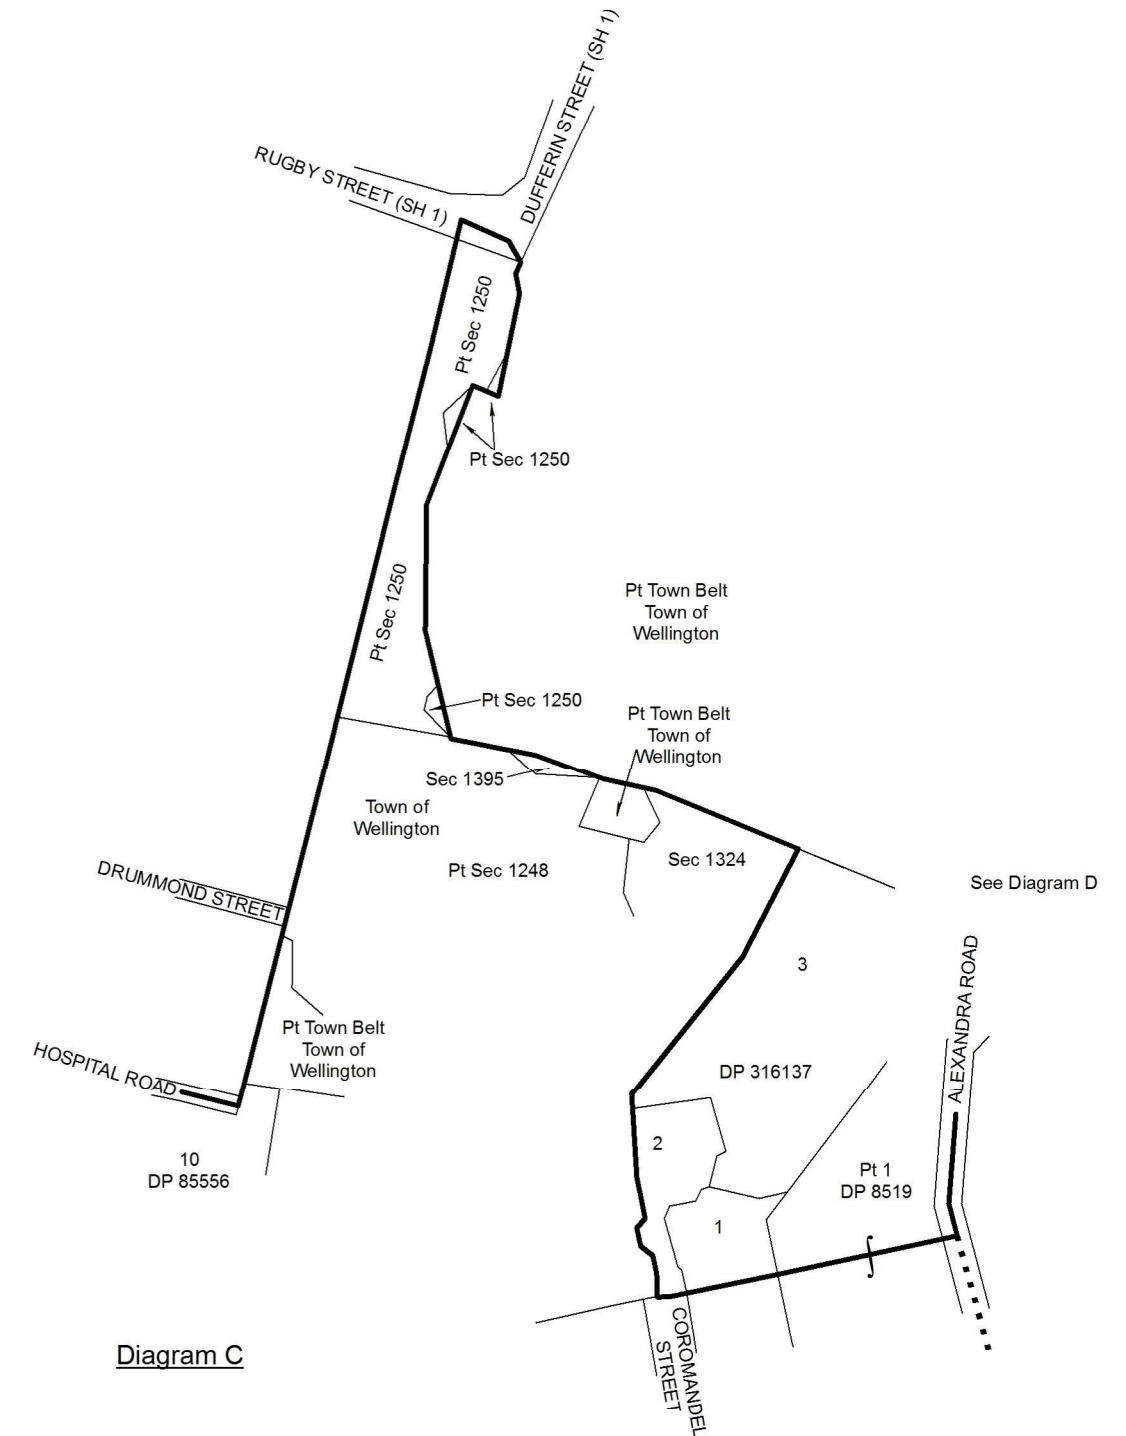 DUFFERIN STREET (SH 1)
RUGBY STREET (SH 1)
Pt Sec 1250
Pt Sec 1250
Pt Sec 1250
Pt Town Belt
Town of
Wellington
Pt Sec 1250
Pt Town Belt
Town of
Wellington
Sec 1395
Town of
Wellington
Pt Sec 1248
Sec 1324
See Diagram D
DRUMMOND STREET
3
ALEXANDRA ROAD
Pt Town Belt
Town of
Wellington
HOSPITAL ROAD
DP 316137
2
10
DP 85556
Pt 1
DP 8519
1
COROMANDEL
STREET
Diagram C